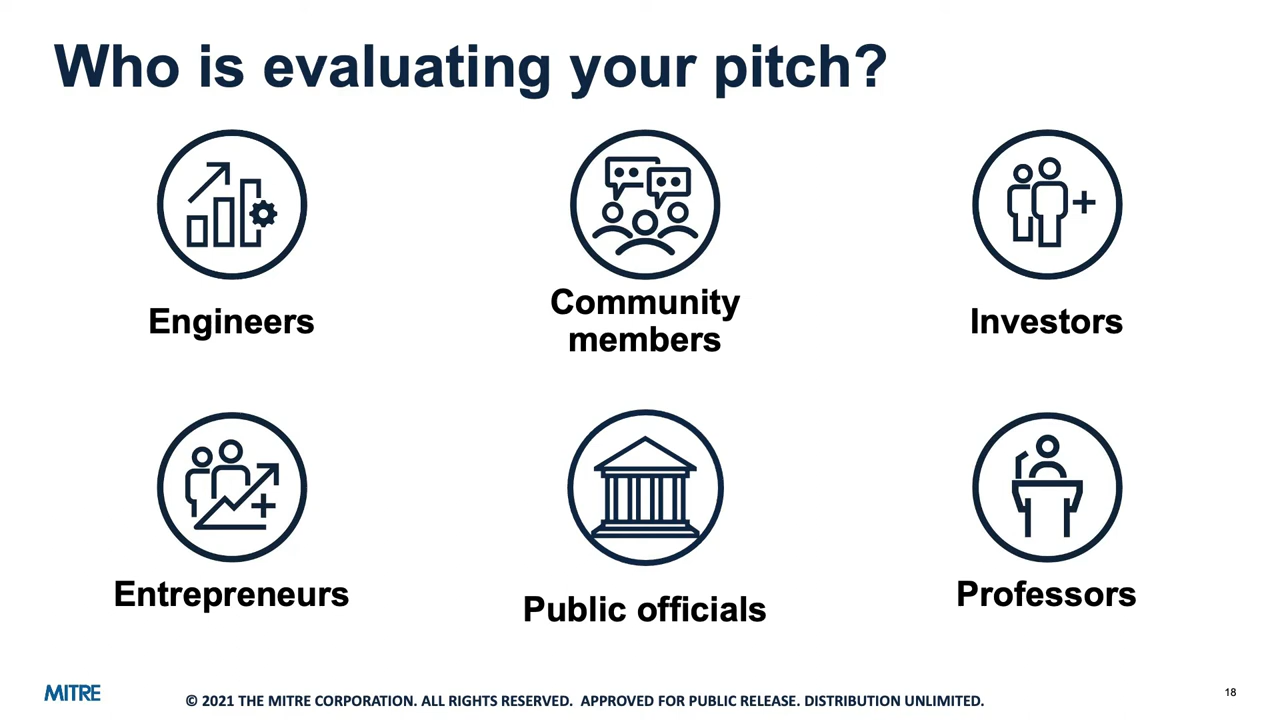 Who is evaluating your pitch?
Engineers
Community
members
Investors
Entrepreneurs
Public officials
Professors
MITRE
© 2021 THE MITRE CORPORATION. ALL RIGHTS RESERVED.  APPROVED FOR PUBLIC RELEASE. DISTRIBUTION UNLIMITED.
18